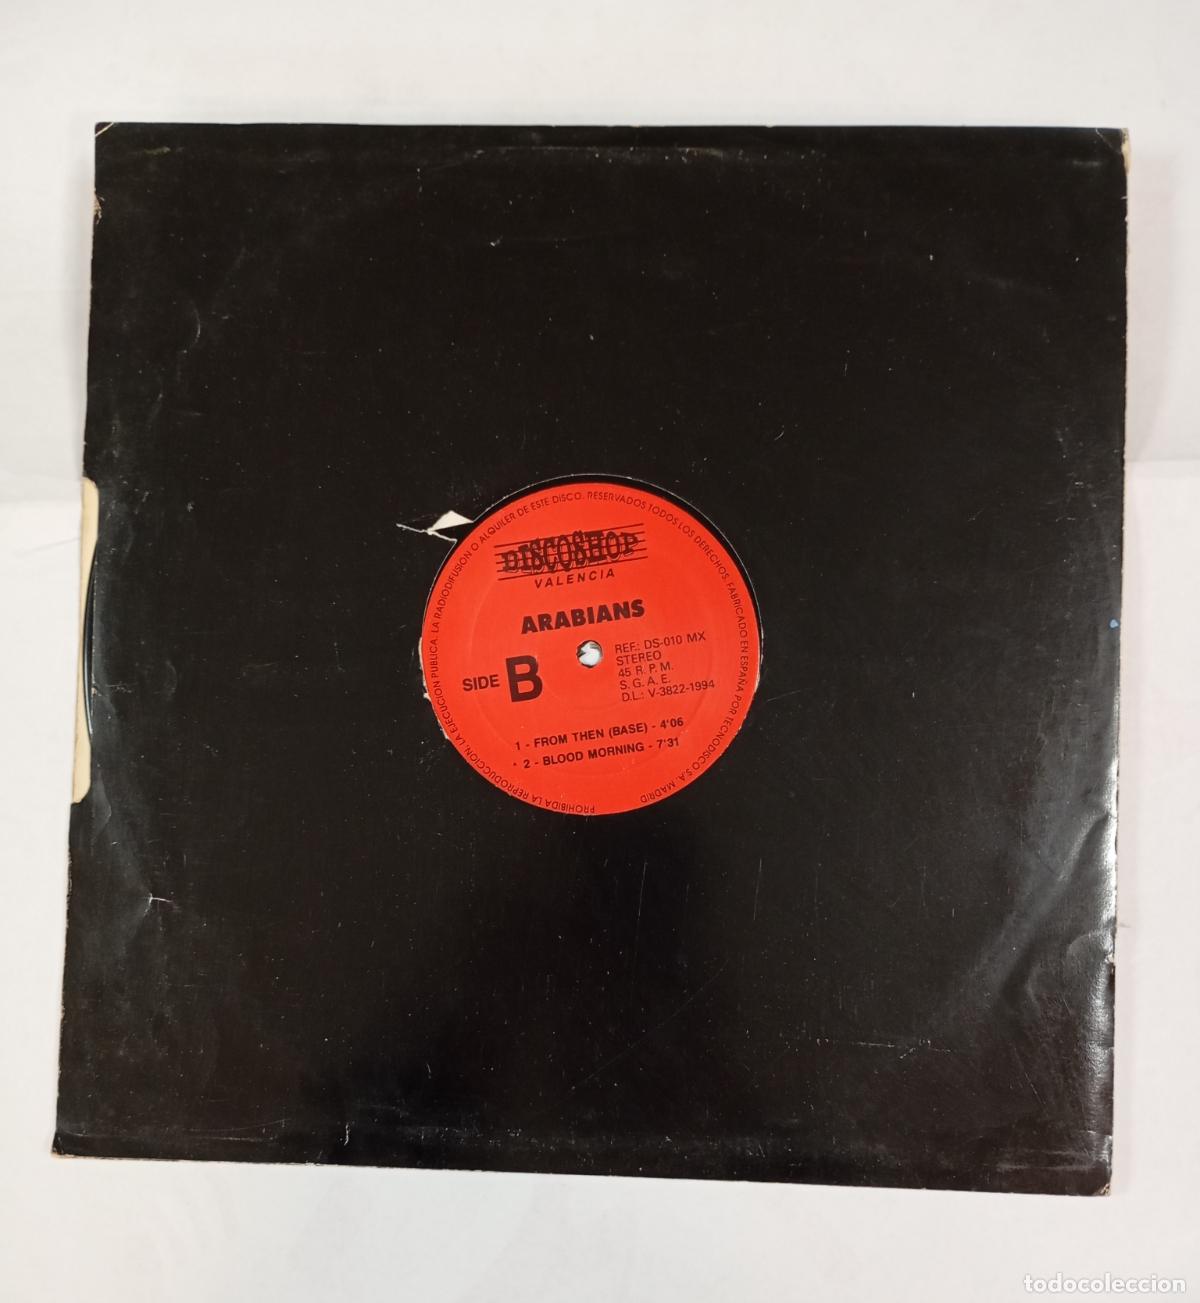 PROHIBIDA LA REPRODUCCION, LA EJECUCION PUBLICA, LA RADIODIFUSION O ALQUILER DE ESTE DISCO. RESERVADOS TODOS LOS DERECHOS. FABRICADO EN ESPAÑA POR TECNODISCO S.A. MADRID
DISCOSHOP
VALENCIA
ARABIANS
SIDE B
REF.: DS-010 MX
STEREO
45 R. P. M.
S. G. A. E.
D.L.: V-3822-1994
1 - FROM THEN (BASE) - 4'06
2 - BLOOD MORNING - 7'31
todocoleccion